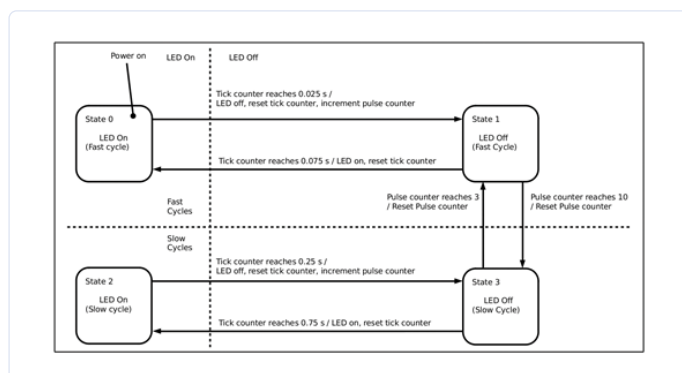 Power on
LED On
LED Off
Tick counter reaches 0.025 s /
LED off, reset tick counter, increment pulse counter
State 0
LED On
(Fast cycle)
State 1
LED Off
(Fast Cycle)
Tick counter reaches 0.075 s / LED on, reset tick counter
Pulse counter reaches 3
/ Reset Pulse counter
Pulse counter reaches 10
/ Reset Pulse counter
Fast
Cycles
Slow
Cycles
Tick counter reaches 0.25 s /
LED off, reset tick counter, increment pulse counter
State 2
LED On
(Slow cycle)
State 3
LED Off
(Slow Cycle)
Tick counter reaches 0.75 s / LED on, reset tick counter